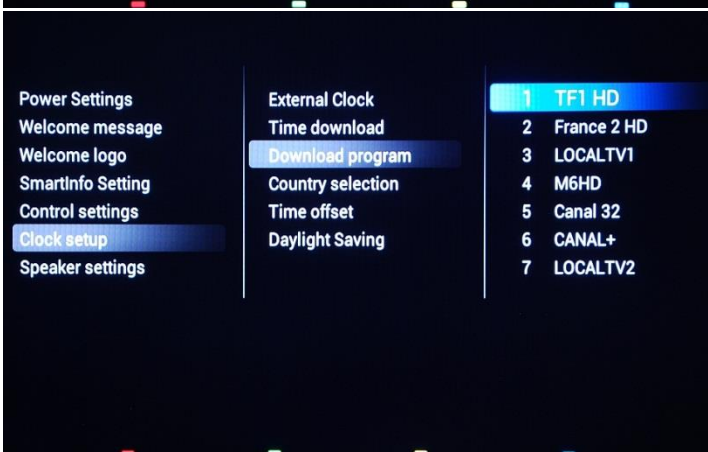 Power Settings
Welcome message
Welcome logo
SmartInfo Setting
Control settings
Clock setup
Speaker settings
External Clock
Time download
Download program
Country selection
Time offset
Daylight Saving
1 TF1 HD
2 France 2 HD
3 LOCALTV1
4 M6HD
5 Canal 32
6 CANAL+
7 LOCALTV2